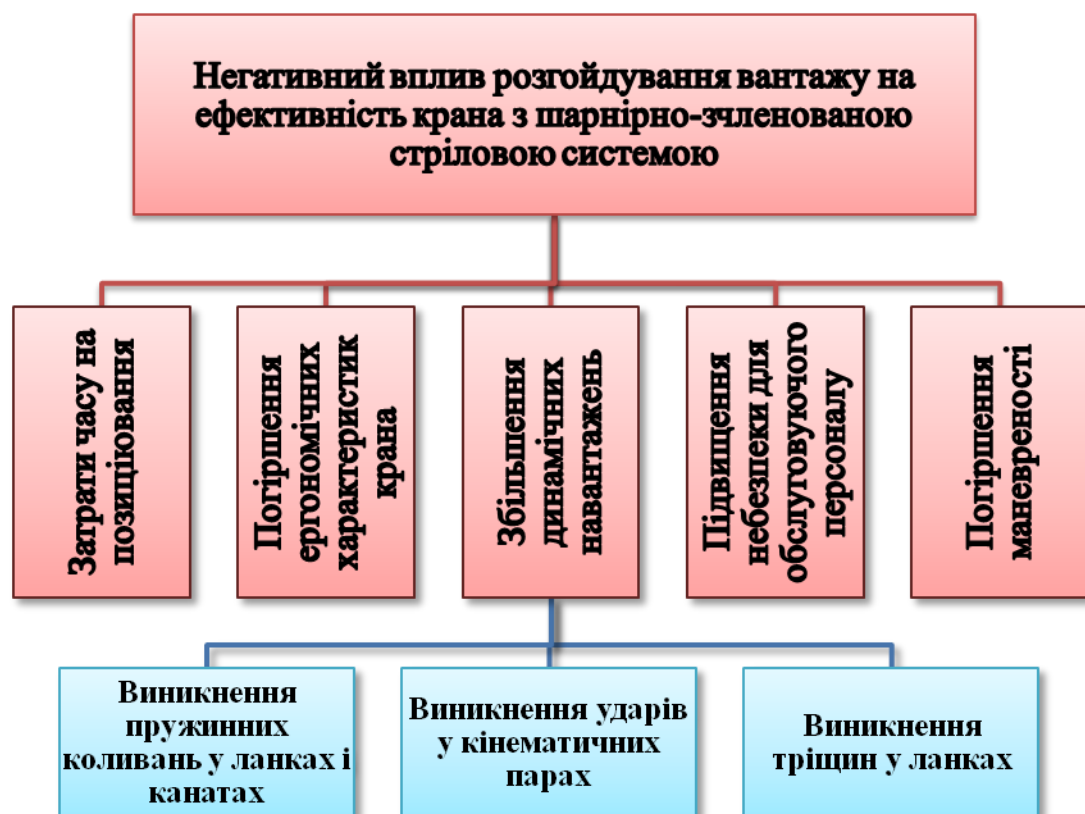 Негативний вплив розгойдування вантажу на
ефективність крана з шарнірно-зчленованою
стріловою системою
Затрати часу на
позиціювання
Погіршення
ергономічних
характеристик
крана
Збільшення
динамічних
навантажень
Підвищення
небезпеки для
обслуговуючого
персоналу
Погіршення
маневреності
Виникнення
пружинних
коливань у ланках і
канатах
Виникнення ударів
у кінематичних
парах
Виникнення
тріщин у ланках